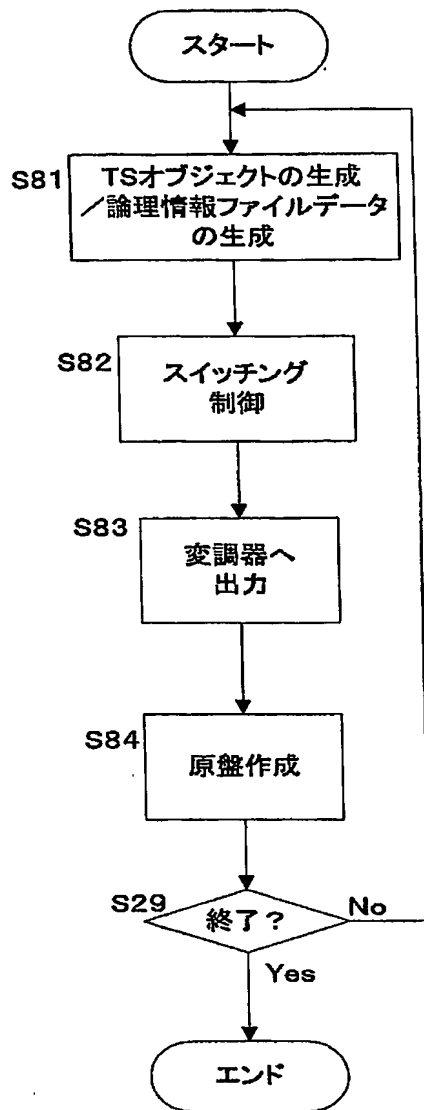 スタート
S81
TSオブジェクトの生成
/論理情報ファイルデータ
の生成
S82
スイッチング
制御
S83
変調器へ
出力
S84
原盤作成
S29
終了?
No
Yes
エンド